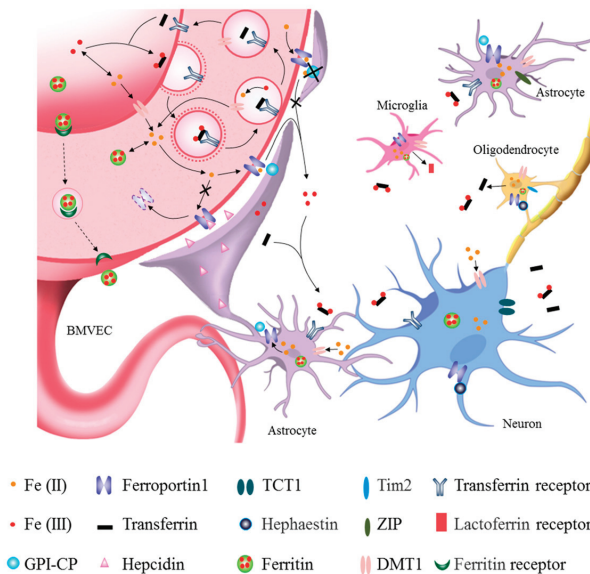 Astrocyte
Microglia
Oligodendrocyte
BMVEC
Astrocyte
Neuron
Fe (II) Ferroportin1 TCT1 Tim2 Transferrin receptor
Fe (III) Transferrin Hephaestin ZIP Lactoferrin receptor
GPI-CP Hepcidin Ferritin DMT1 Ferritin receptor